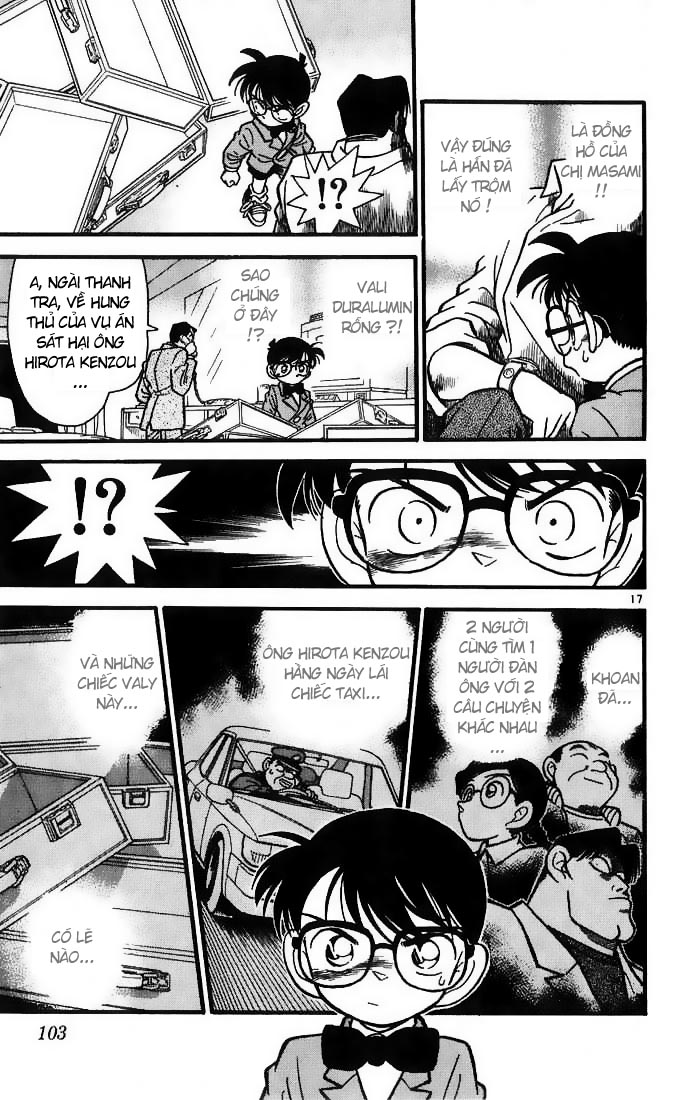 !?
LÀ ĐỒNG
HỒ CỦA
CHỊ MASAMI
!!
VẬY ĐÚNG
LÀ HẮN ĐÃ
LẤY TRỘM
NÓ !
VALI
DURALUMIN
RỖNG ?!
SAO
CHÚNG
Ở ĐÂY
!?
A, NGÀI THANH
TRA, VỀ HUNG
THỦ CỦA VỤ ÁN
SÁT HẠI ÔNG
HIROTA KENZOU
...
!?
17
KHOAN
ĐÃ...
2 NGƯỜI
CÙNG TÌM 1
NGƯỜI ĐÀN
ÔNG VỚI 2
CÂU CHUYỆN
KHÁC NHAU
...
ÔNG HIROTA KENZOU
HẰNG NGÀY LÁI
CHIẾC TAXI...
VÀ NHỮNG
CHIẾC VALY
NÀY...
CÓ LẼ
NÀO...
103